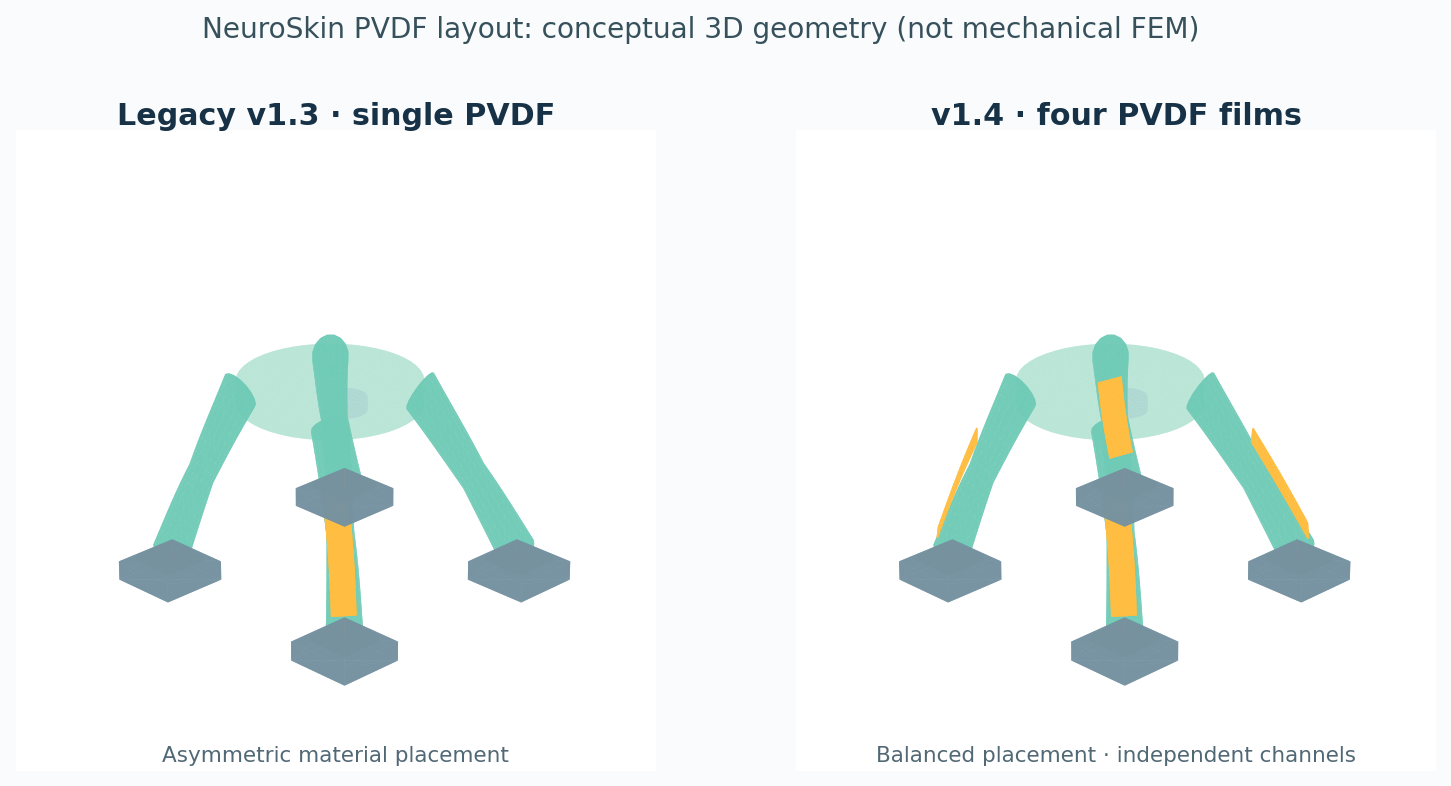 NeuroSkin PVDF layout: conceptual 3D geometry (not mechanical FEM)
Legacy v1.3 · single PVDF
v1.4 · four PVDF films
Asymmetric material placement
Balanced placement · independent channels